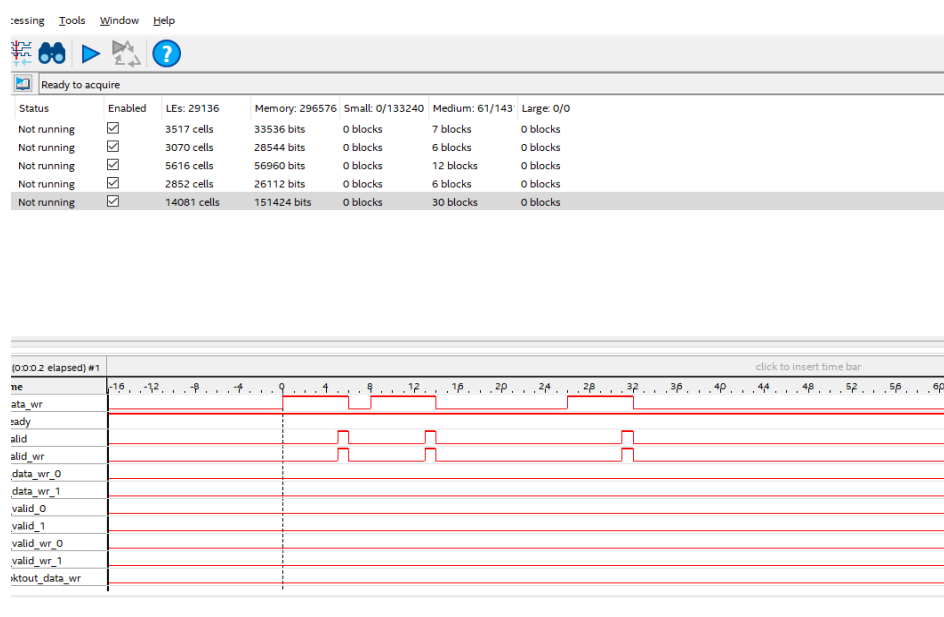 cessing Tools Window Help
Ready to acquire
Status Enabled LEs: 29136 Memory: 296576 Small: 0/133240 Medium: 61/143 Large: 0/0
Not running 3517 cells 33536 bits 0 blocks 7 blocks 0 blocks
Not running 3070 cells 28544 bits 0 blocks 6 blocks 0 blocks
Not running 5616 cells 56960 bits 0 blocks 12 blocks 0 blocks
Not running 2852 cells 26112 bits 0 blocks 6 blocks 0 blocks
Not running 14081 cells 151424 bits 0 blocks 30 blocks 0 blocks
(0:0:0.2 elapsed) #1 click to insert time bar
me -16 -12 -8 -4 0 4 8 12 16 20 24 28 32 36 40 44 48 52 56 60
ata_wr
eady
alid
alid_wr
data_wr_0
data_wr_1
valid_0
valid_1
valid_wr_0
valid_wr_1
oktout_data_wr